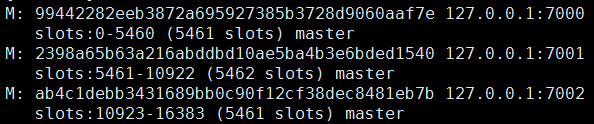 M: 99442282eeb3872a695927385b3728d9060aaf7e 127.0.0.1:7000
slots:0-5460 (5461 slots) master
M: 2398a65b63a216abddbd10ae5ba4b3e6bded1540 127.0.0.1:7001
slots:5461-10922 (5462 slots) master
M: ab4c1debb3431689bb0c90f12cf38dec8481eb7b 127.0.0.1:7002
slots:10923-16383 (5461 slots) master